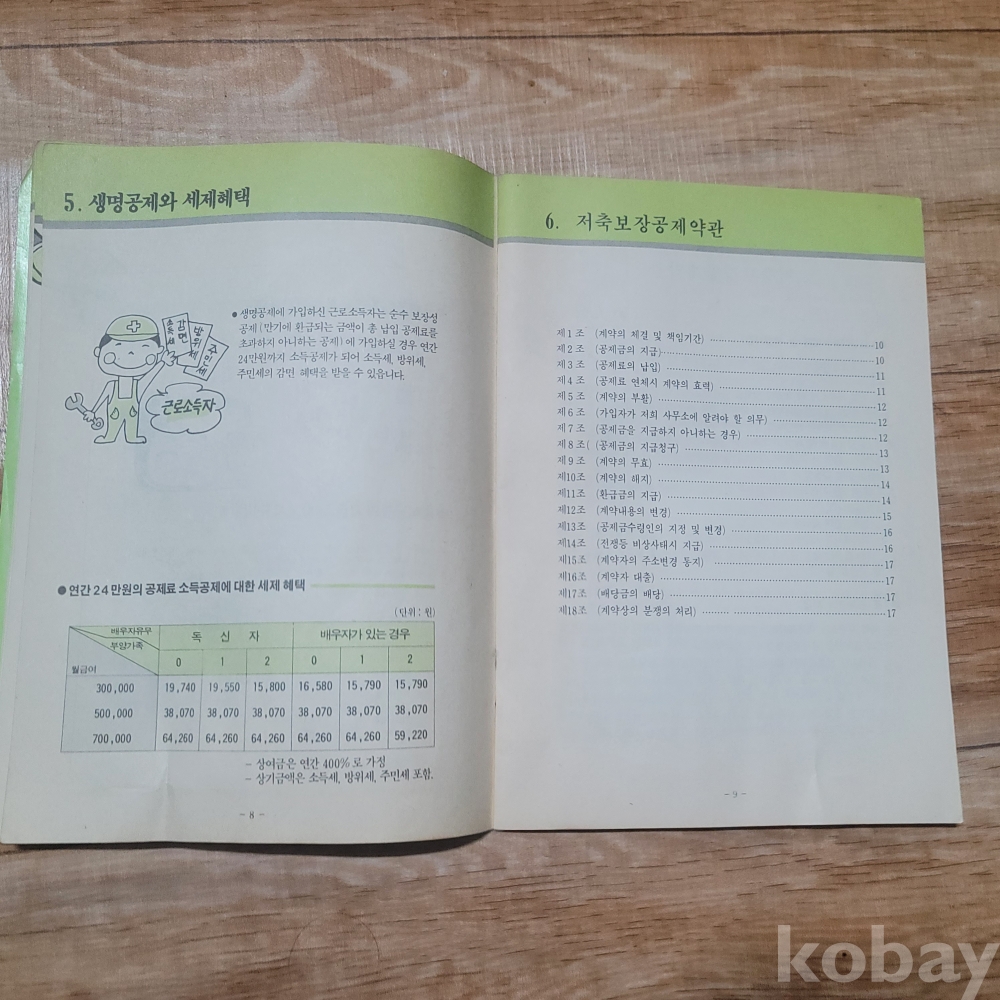 5. 생명공제와 세제혜택
소득세
감면
방위세
주민세
근로소득자
● 생명공제에 가입하신 근로소득자는 순수 보장성
공제(만기에 환급되는 금액이 총 납입 공제료를
초과하지 아니하는 공제)에 가입하실 경우 연간
24만원까지 소득공제가 되어 소득세, 방위세,
주민세의 감면 혜택을 받을 수 있읍니다.
● 연간 24만원의 공제료 소득공제에 대한 세제 혜택
(단위 : 원)
배우자유무 독 신 자 배우자가 있는 경우
부양가족
월급여 0 1 2 0 1 2
300,000 19,740 19,550 15,800 16,580 15,790 15,790
500,000 38,070 38,070 38,070 38,070 38,070 38,070
700,000 64,260 64,260 64,260 64,260 64,260 59,220
- 상여금은 연간 400%로 가정
- 상기금액은 소득세, 방위세, 주민세 포함.
- 8 -
6. 저축보장공제약관
제1조 (계약의 체결 및 책임기간) 10
제2조 (공제금의 지급) 10
제3조 (공제료의 납입) 11
제4조 (공제료 연체시 계약의 효력) 11
제5조 (계약의 부활) 12
제6조 (가입자가 저희 사무소에 알려야 할 의무) 12
제7조 (공제금을 지급하지 아니하는 경우) 12
제8조( (공제금의 지급청구) 13
제9조 (계약의 무효) 13
제10조 (계약의 해지) 14
제11조 (환급금의 지급) 14
제12조 (계약내용의 변경) 15
제13조 (공제금수령인의 지정 및 변경) 16
제14조 (전쟁등 비상사태시 지급) 16
제15조 (계약자의 주소변경 통지) 17
제16조 (계약자 대출) 17
제17조 (배당금의 배당) 17
제18조 (계약상의 분쟁의 처리) 17
- 9 -
kobay